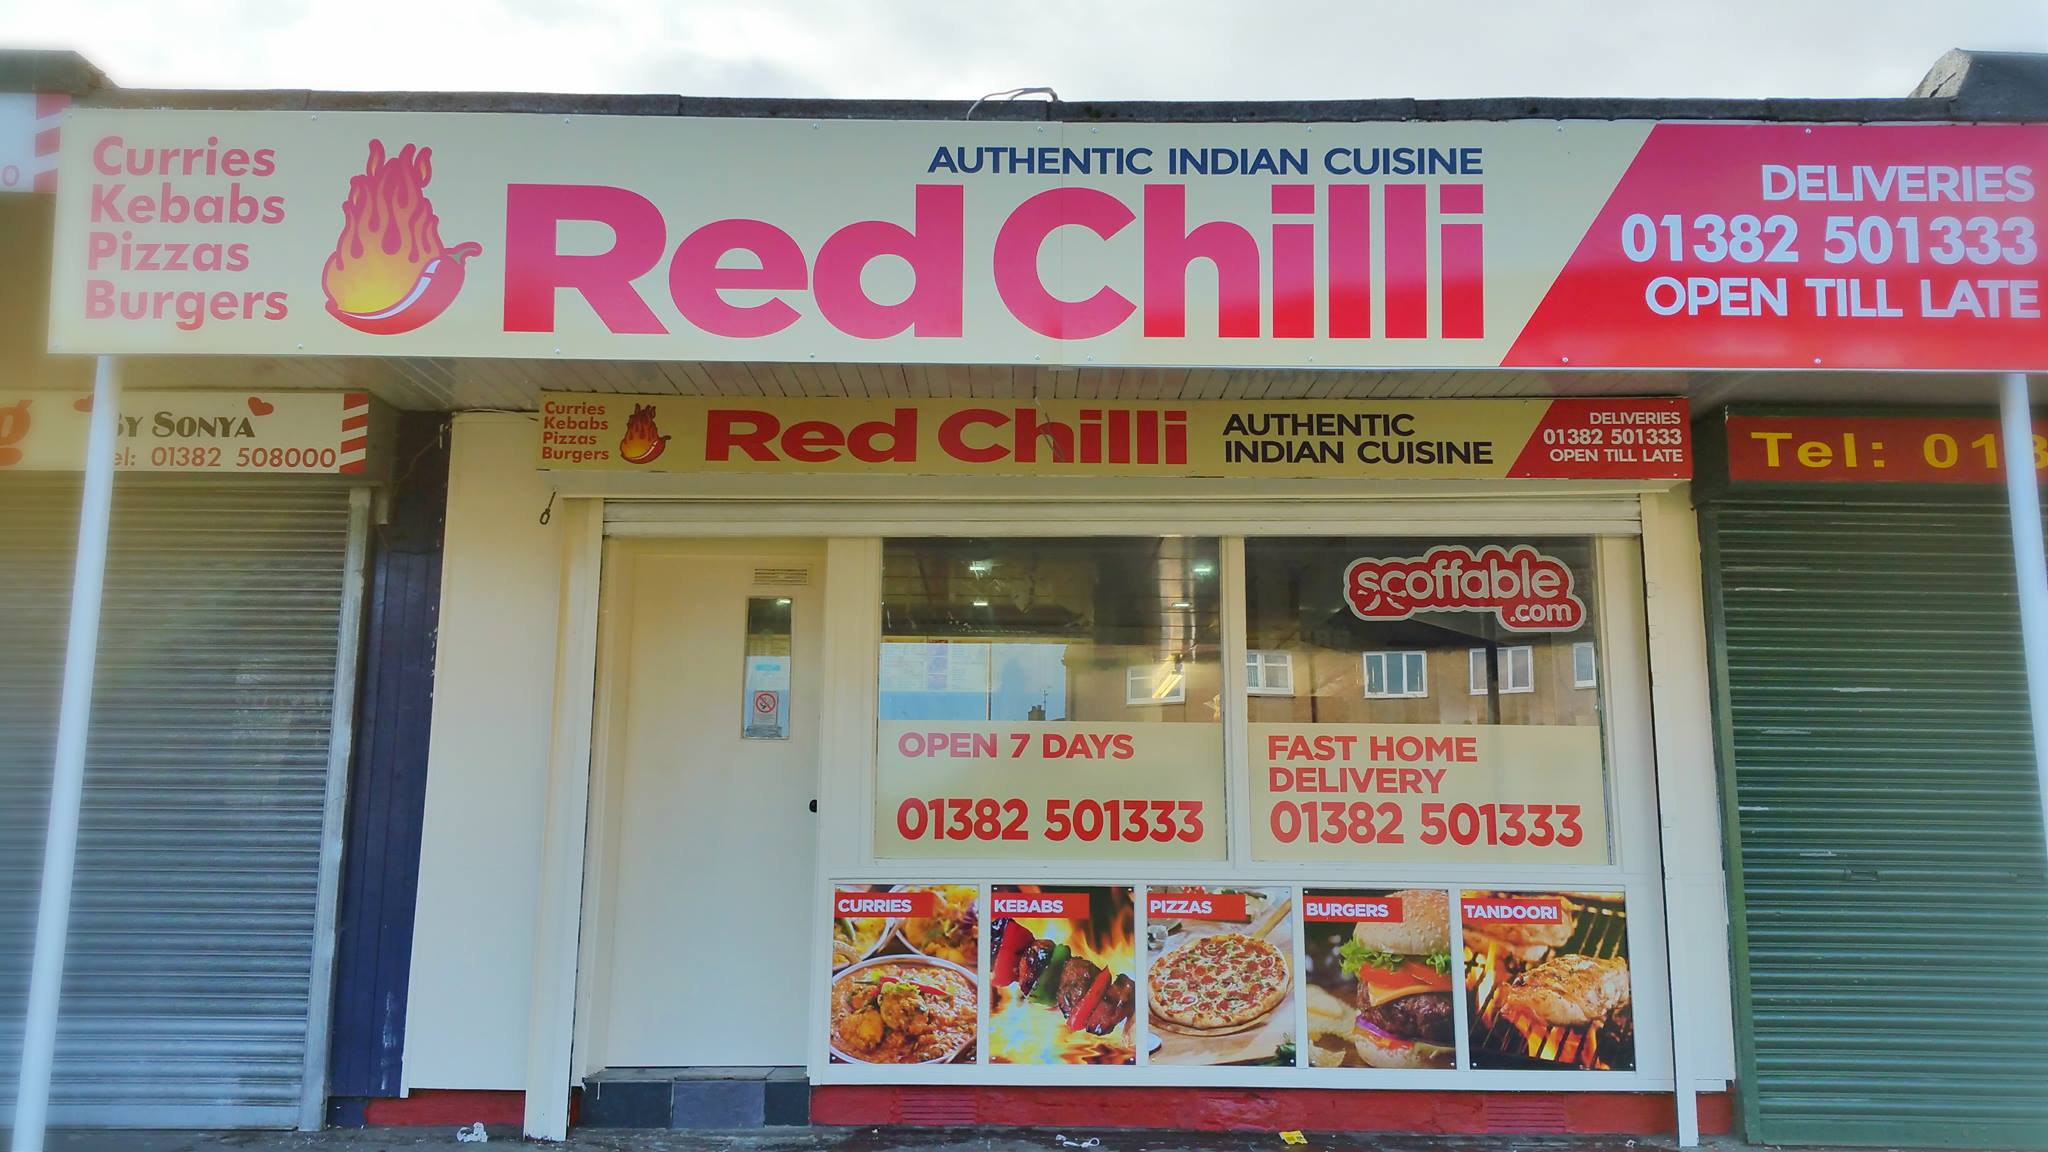 Curries
Kebabs
Pizzas
Burgers
AUTHENTIC INDIAN CUISINE
Red Chilli
DELIVERIES
01382 501333
OPEN TILL LATE
BY SONYA
Tel: 01382 508000
Curries
Kebabs
Pizzas
Burgers
Red Chilli
AUTHENTIC
INDIAN CUISINE
DELIVERIES
01382 501333
OPEN TILL LATE
Tel: 013
scoffable
.com
OPEN 7 DAYS
01382 501333
FAST HOME
DELIVERY
01382 501333
CURRIES
KEBABS
PIZZAS
BURGERS
TANDOORI